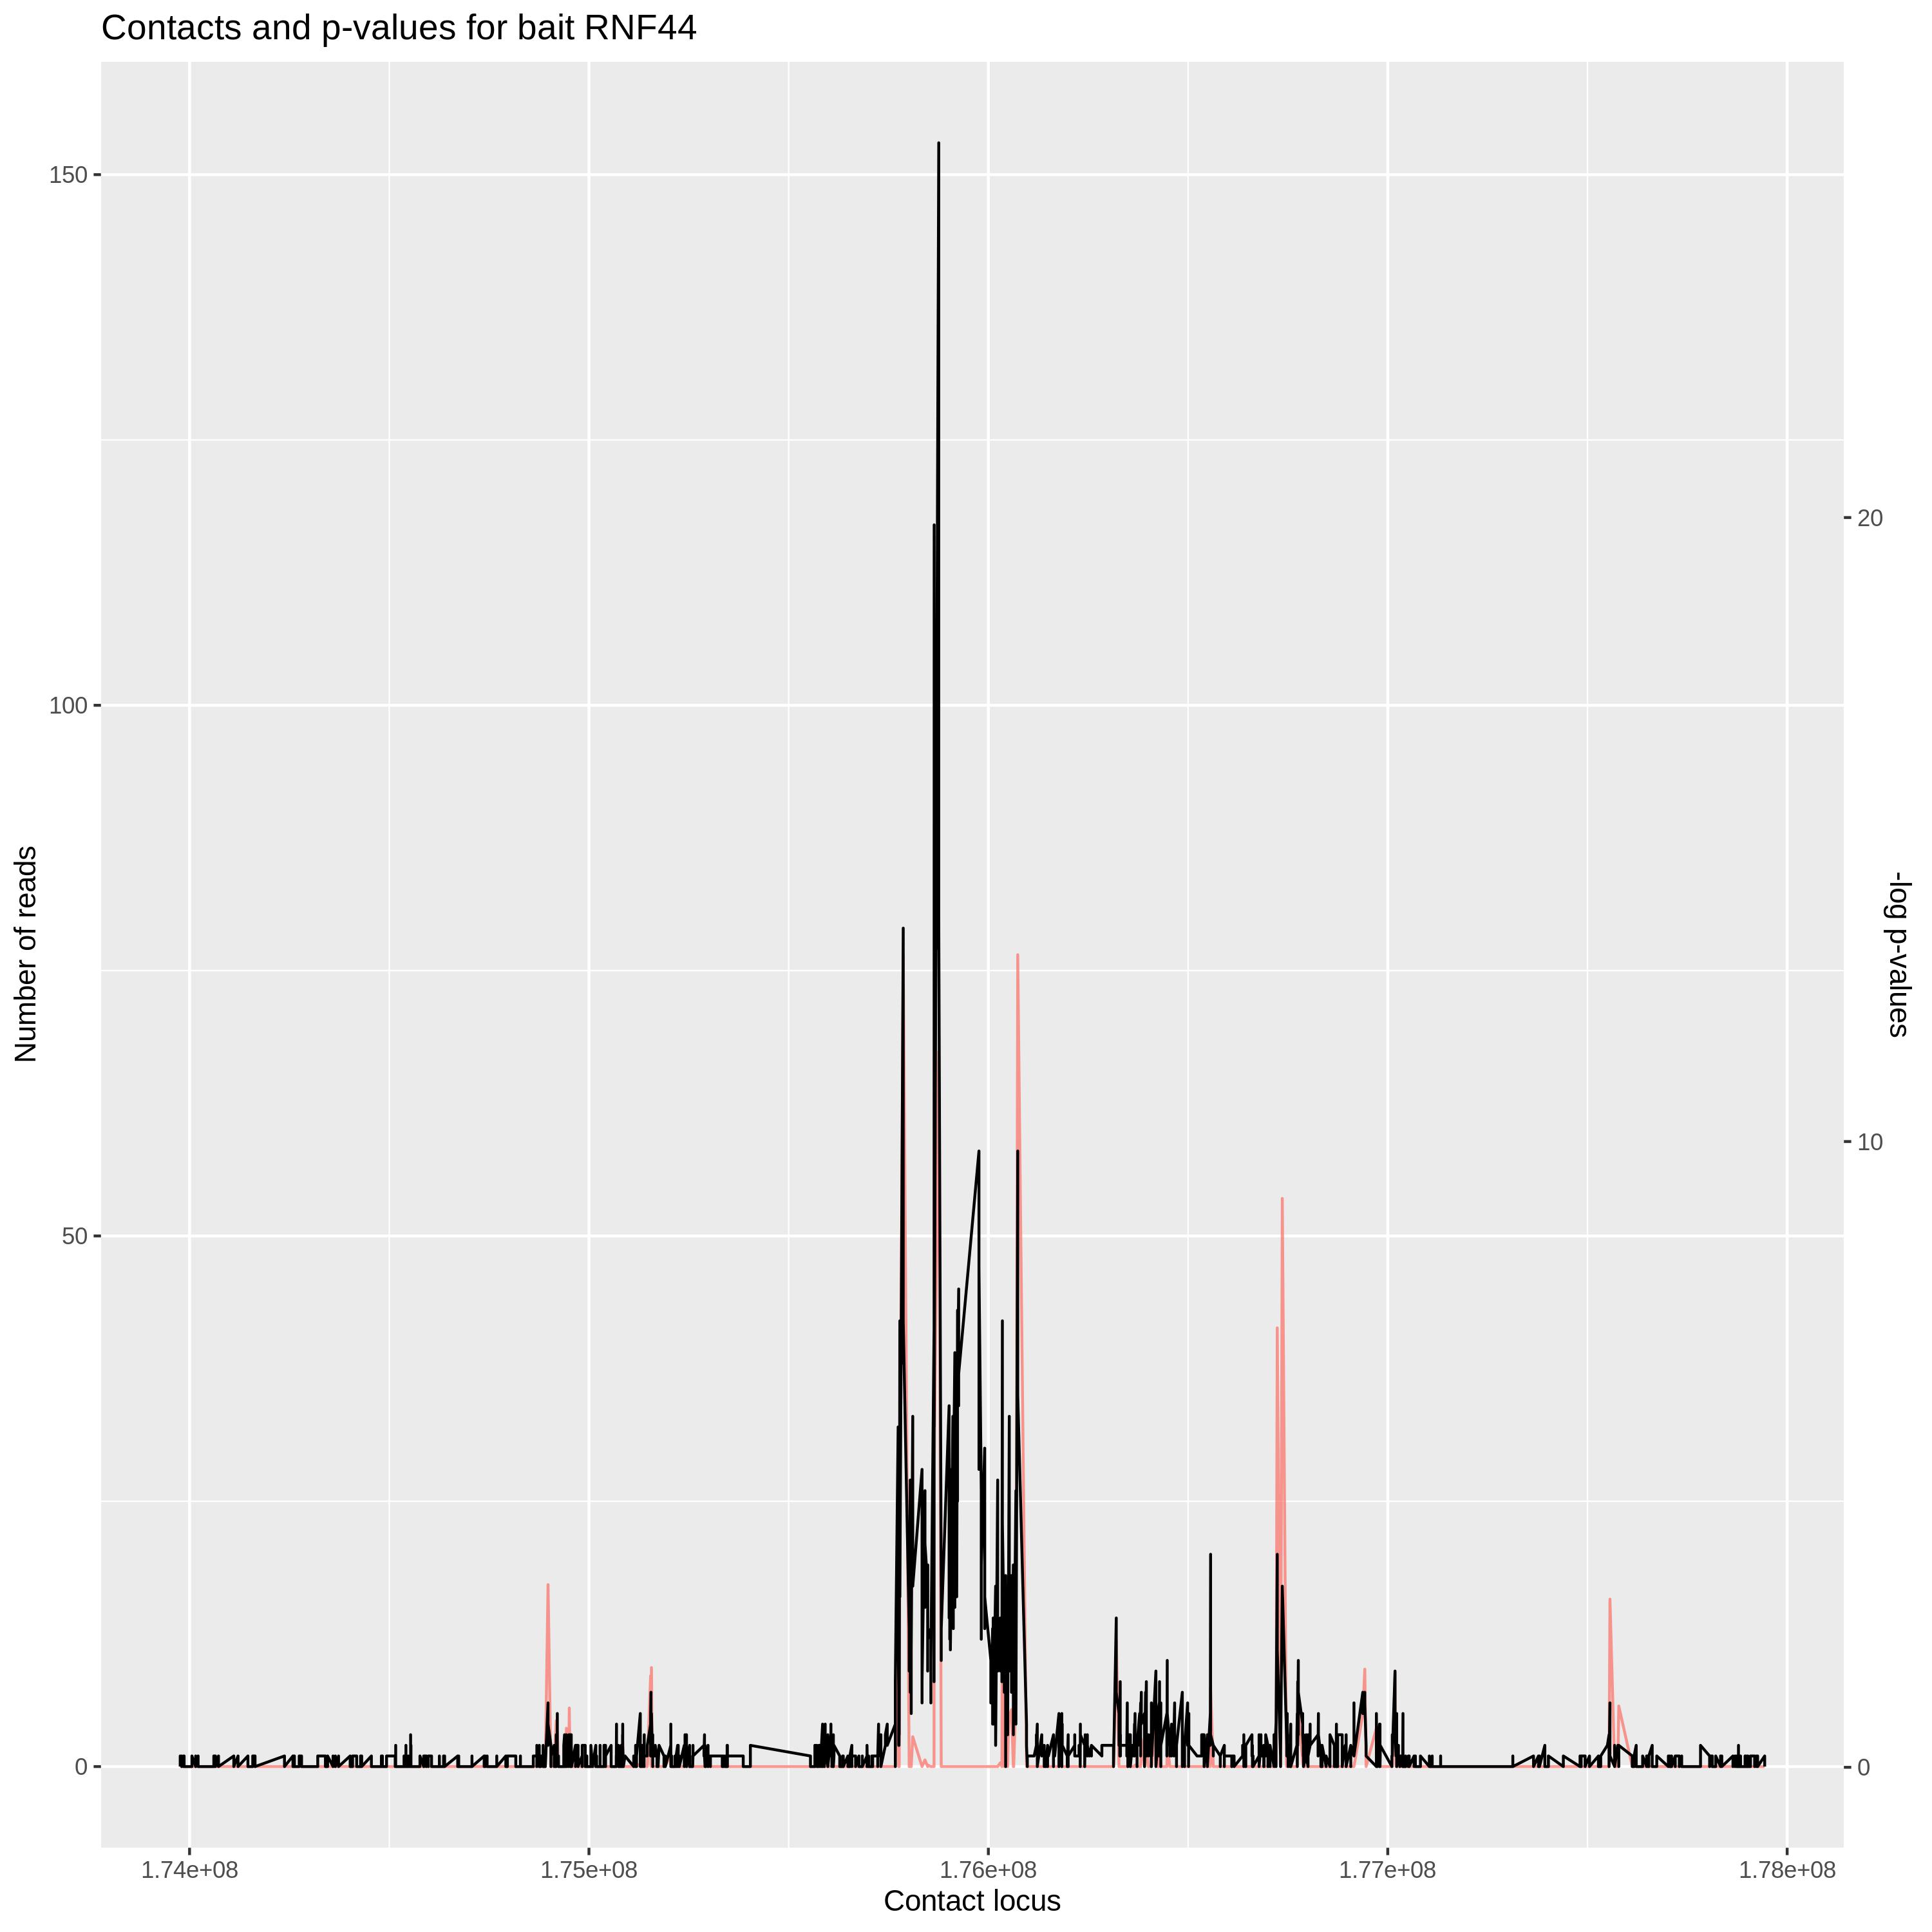 Contacts and p-values for bait RNF44
150
100
50
0
Number of reads
20
10
0
-log p-values
1.74e+08
1.75e+08
1.76e+08
1.77e+08
1.78e+08
Contact locus